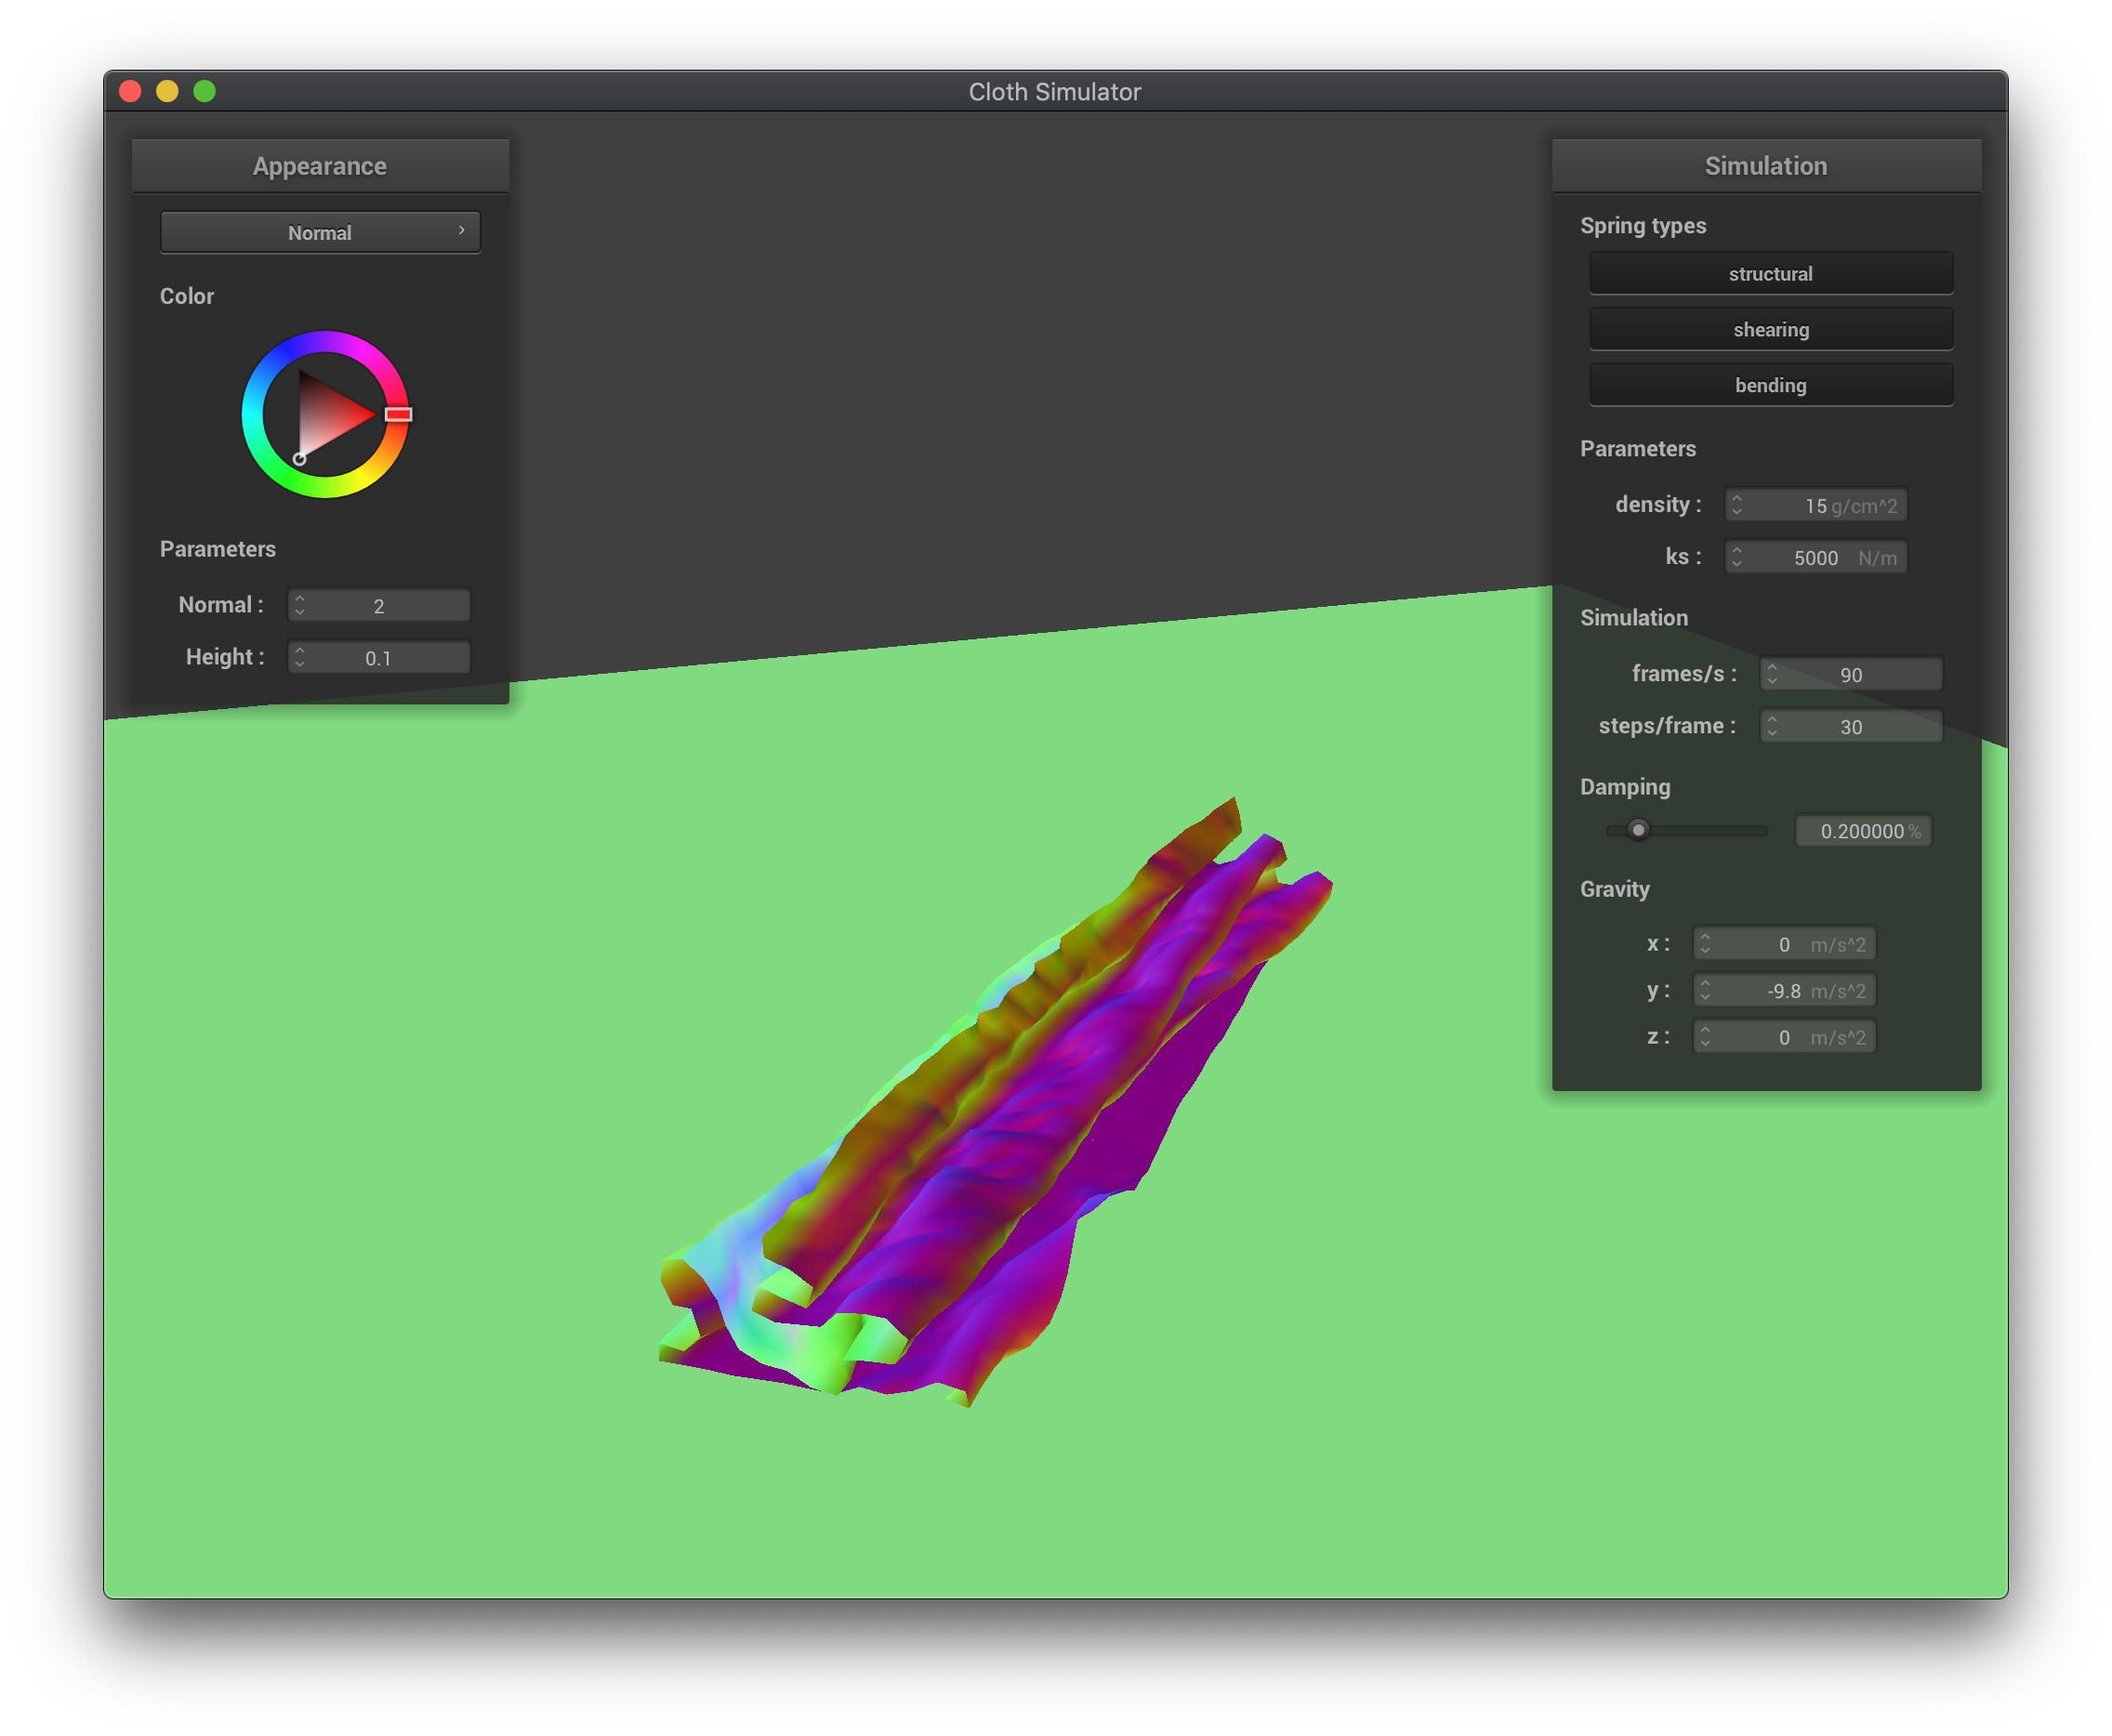 Cloth Simulator
Appearance
Normal
Color
Parameters
Normal : 2
Height : 0.1
Simulation
Spring types
structural
shearing
bending
Parameters
density : 15 g/cm^2
ks : 5000 N/m
Simulation
frames/s : 90
steps/frame : 30
Damping
0.200000 %
Gravity
x : 0 m/s^2
y : -9.8 m/s^2
z : 0 m/s^2